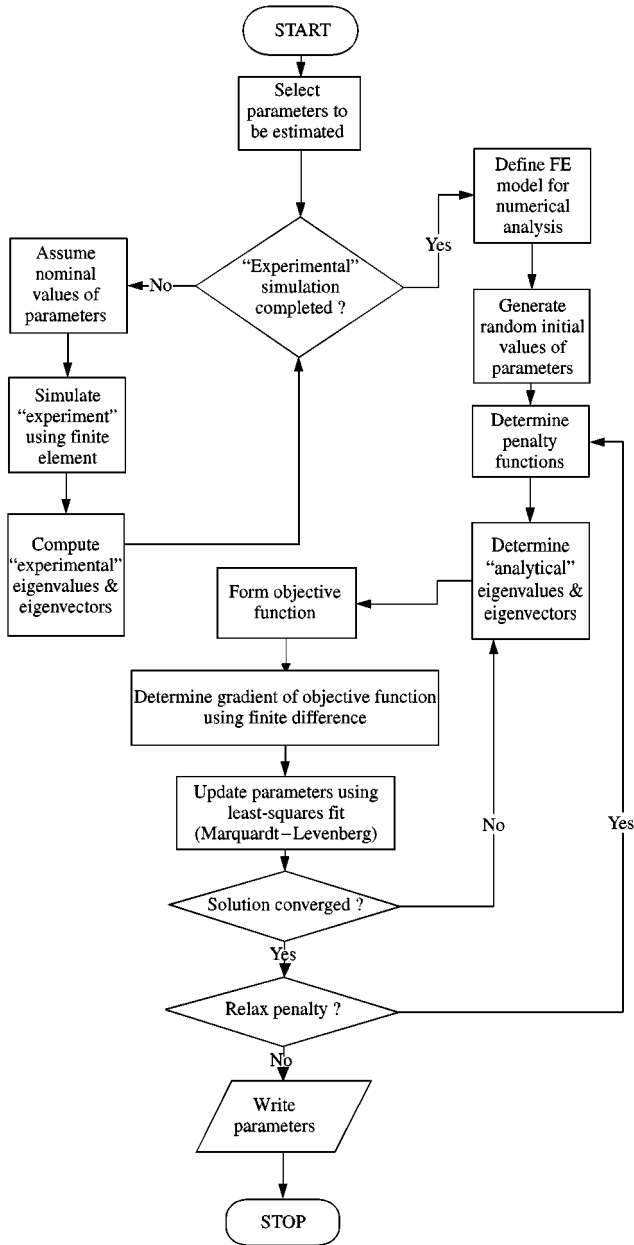 START
Select
parameters to
be estimated
Define FE
model for
numerical
analysis
Yes
“Experimental”
simulation
completed ?
No
Assume
nominal
values of
parameters
Generate
random initial
values of
parameters
Simulate
“experiment”
using finite
element
Determine
penalty
functions
Compute
“experimental”
eigenvalues &
eigenvectors
Determine
“analytical”
eigenvalues &
eigenvectors
Form objective
function
Determine gradient of objective function
using finite difference
Update parameters using
least-squares fit
(Marquardt–Levenberg)
No
Yes
Solution converged ?
Yes
Relax penalty ?
No
Write
parameters
STOP